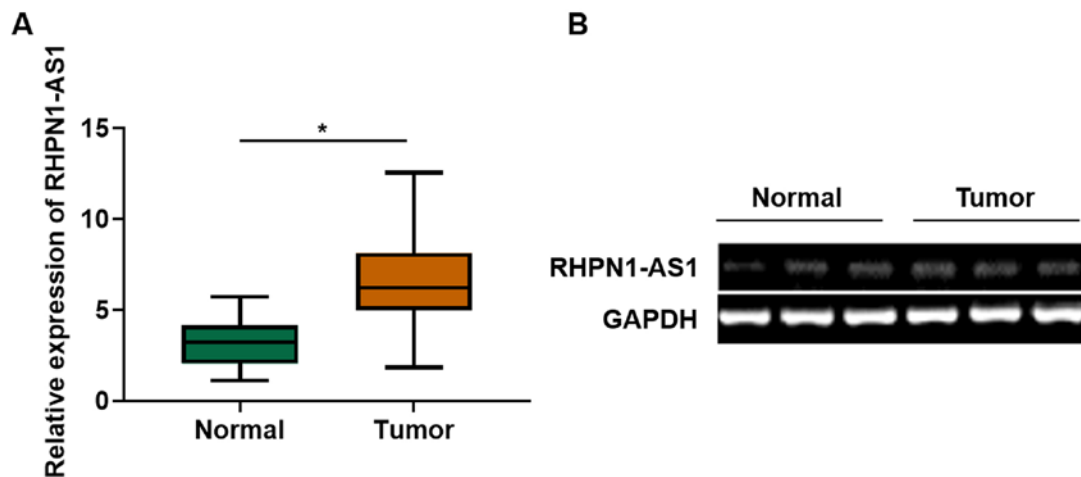 A
Relative expression of RHPN1-AS1
15
10
5
0
*
Normal
Tumor
B
Normal
Tumor
RHPN1-AS1
GAPDH